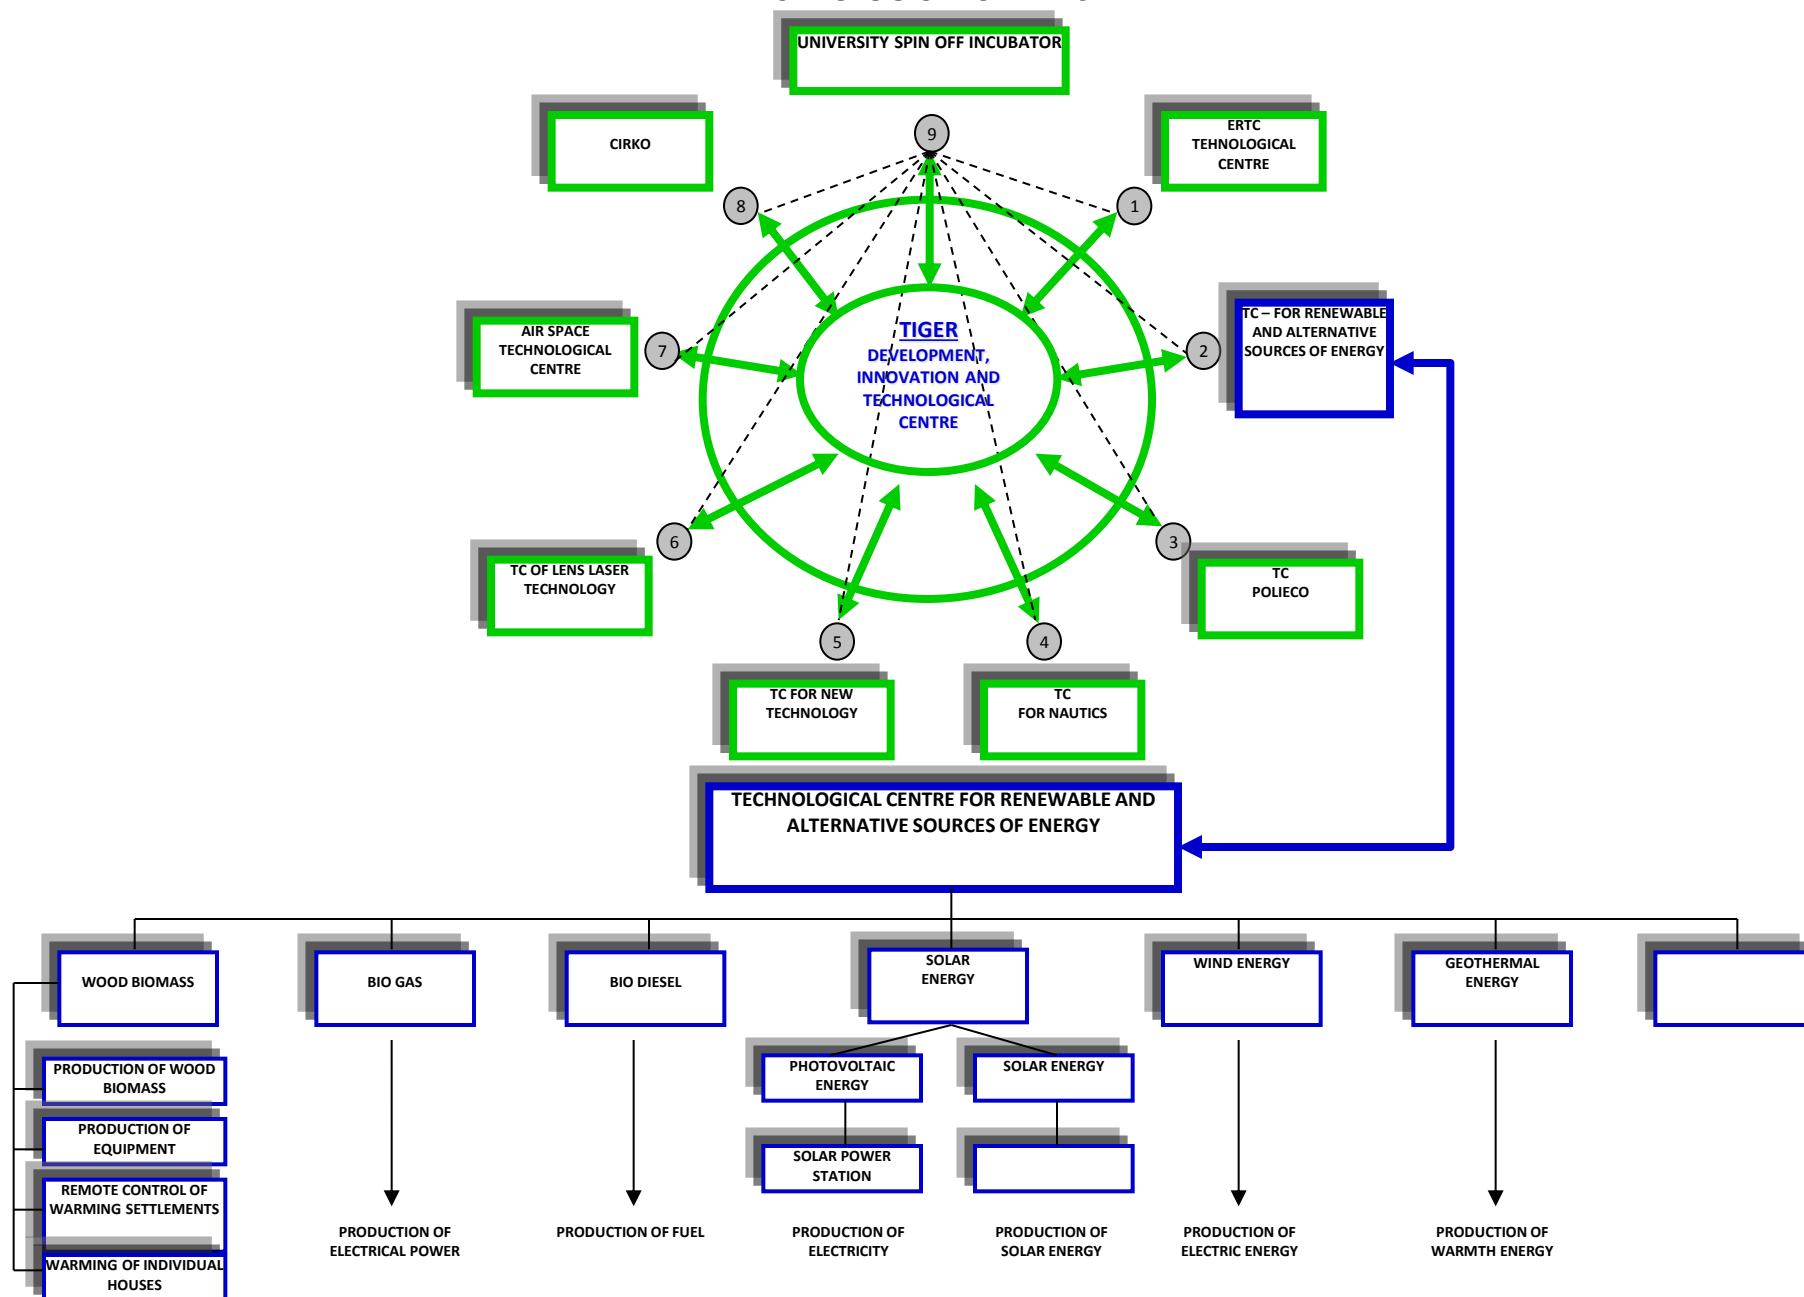 UNIVERSITY SPIN OFF INCUBATOR
9
CIRKO
ERTC
TEHNOLOGICAL
CENTRE
8
1
AIR SPACE
TECHNOLOGICAL
CENTRE
7
TIGER
DEVELOPMENT,
INNOVATION AND
TECHNOLOGICAL
CENTRE
2
TC – FOR RENEWABLE
AND ALTERNATIVE
SOURCES OF ENERGY
6
3
TC OF LENS LASER
TECHNOLOGY
TC
POLIECO
5
4
TC FOR NEW
TECHNOLOGY
TC
FOR NAUTICS
TECHNOLOGICAL CENTRE FOR RENEWABLE AND
ALTERNATIVE SOURCES OF ENERGY
WOOD BIOMASS
BIO GAS
BIO DIESEL
SOLAR
ENERGY
WIND ENERGY
GEOTHERMAL
ENERGY
PRODUCTION OF WOOD
BIOMASS
PRODUCTION OF
EQUIPMENT
REMOTE CONTROL OF
WARMING SETTLEMENTS
WARMING OF INDIVIDUAL
HOUSES
PHOTOVOLTAIC
ENERGY
SOLAR ENERGY
SOLAR POWER
STATION
PRODUCTION OF
ELECTRICAL POWER
PRODUCTION OF FUEL
PRODUCTION OF
ELECTRICITY
PRODUCTION OF
SOLAR ENERGY
PRODUCTION OF
ELECTRIC ENERGY
PRODUCTION OF
WARMTH ENERGY